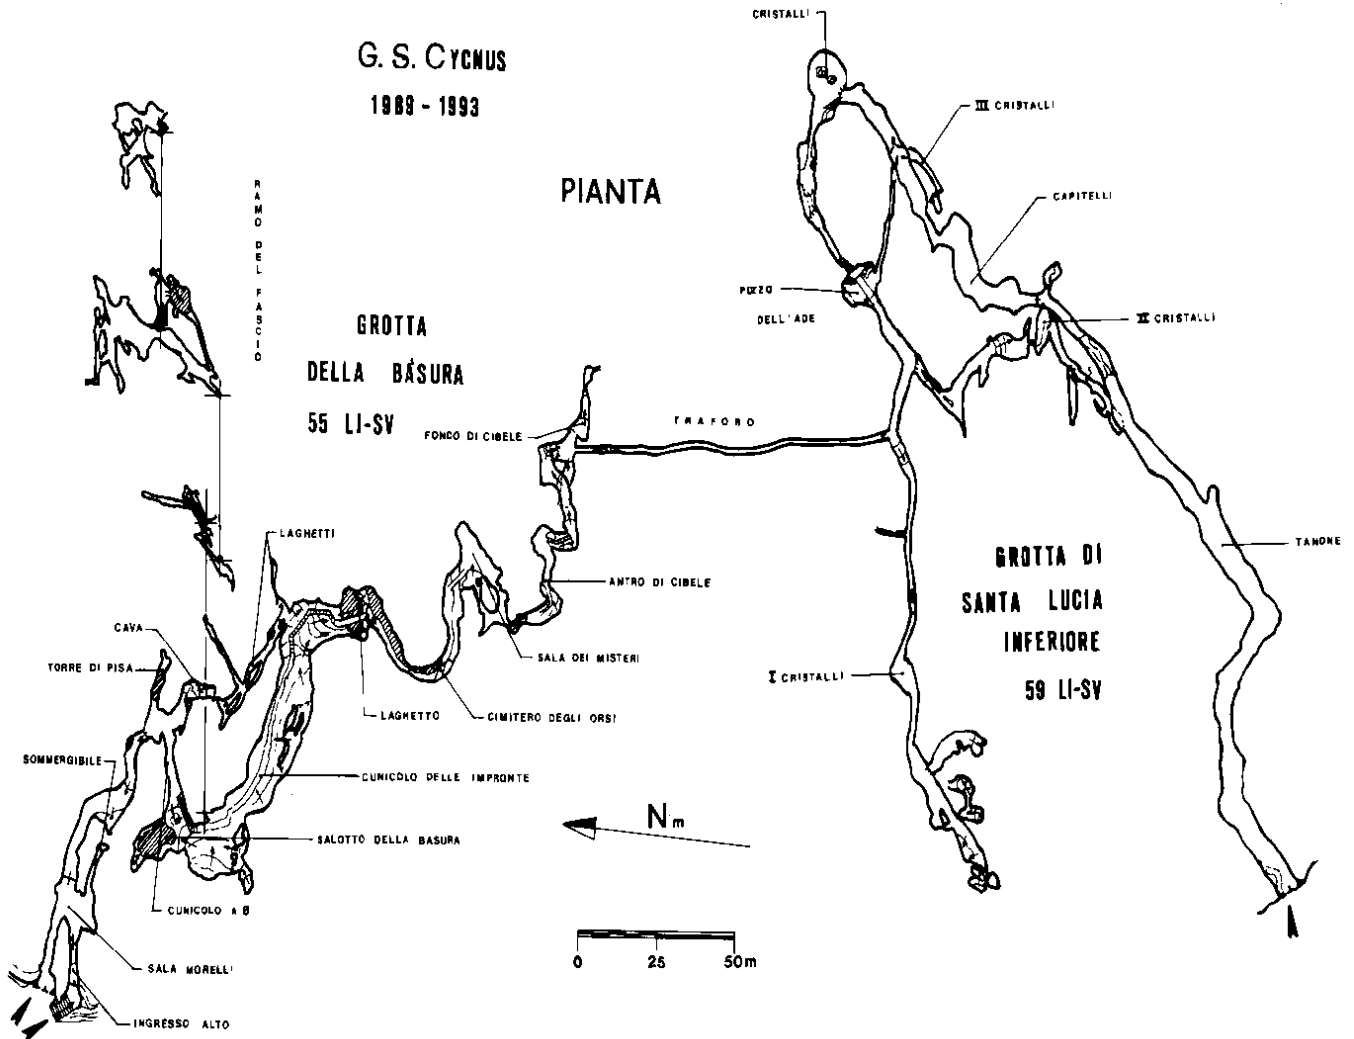 CRISTALLI
G. S. CYCNUS
1989 - 1993
III CRISTALLI
PIANTA
CAPITELLI
RAMO DEL FASCIO
POZZO
DELL'ADE
II CRISTALLI
GROTTA
DELLA BÁSURA
55 LI-SV
FONDO DI CIBELE
TRAFORO
LAGHETTI
TANONE
GROTTA DI
SANTA LUCIA
INFERIORE
59 LI-SV
ANTRO DI CIBELE
CAVA
TORRE DI PISA
SALA DEI MISTERI
I CRISTALLI
LAGHETTO
CIMITERO DEGLI ORSI
SOMMERGIBILE
CUNICOLO DELLE IMPRONTE
Nm
SALOTTO DELLA BASURA
CUNICOLO A 8
SALA MORELLI
0 25 50m
INGRESSO ALTO